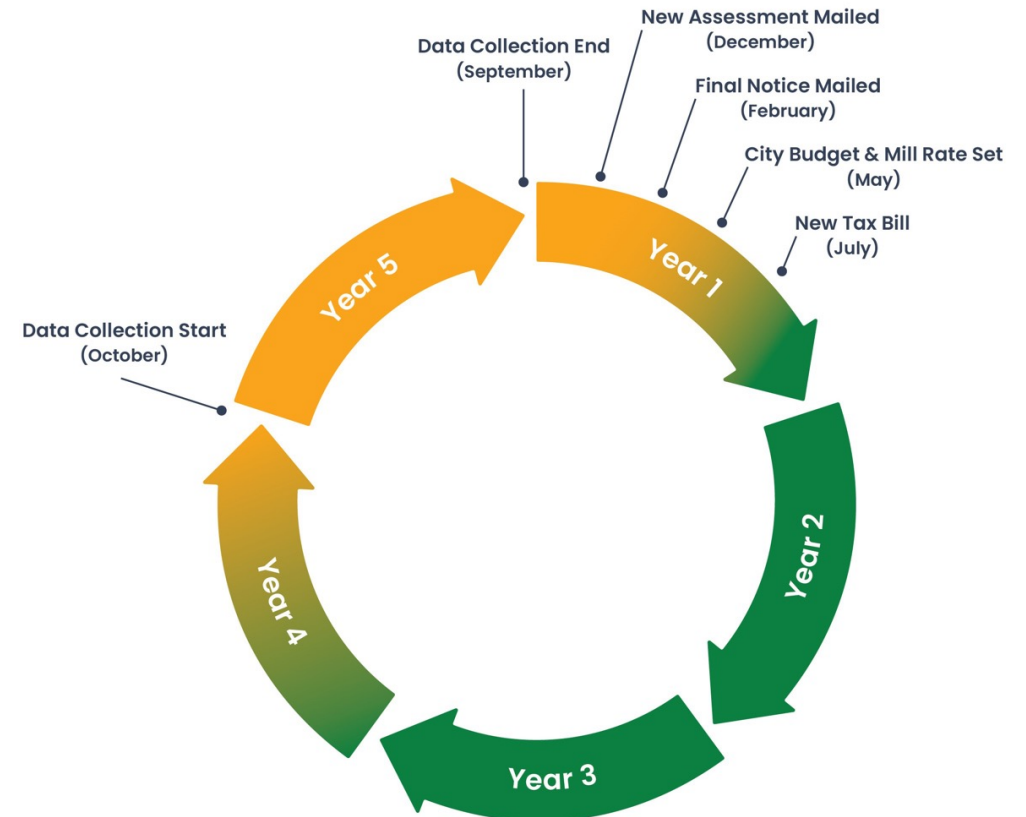 New Assessment Mailed
(December)
Data Collection End
(September)
Final Notice Mailed
(February)
City Budget & Mill Rate Set
(May)
New Tax Bill
(July)
Year 1
Year 2
Year 3
Year 4
Data Collection Start
(October)
Year 5